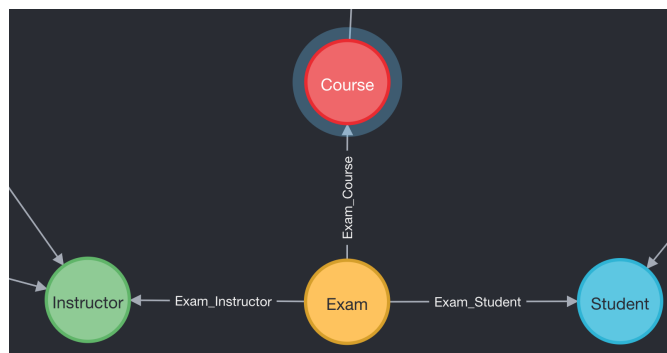 Course
Exam_Course
Instructor
Exam_Instructor
Exam
Exam_Student
Student